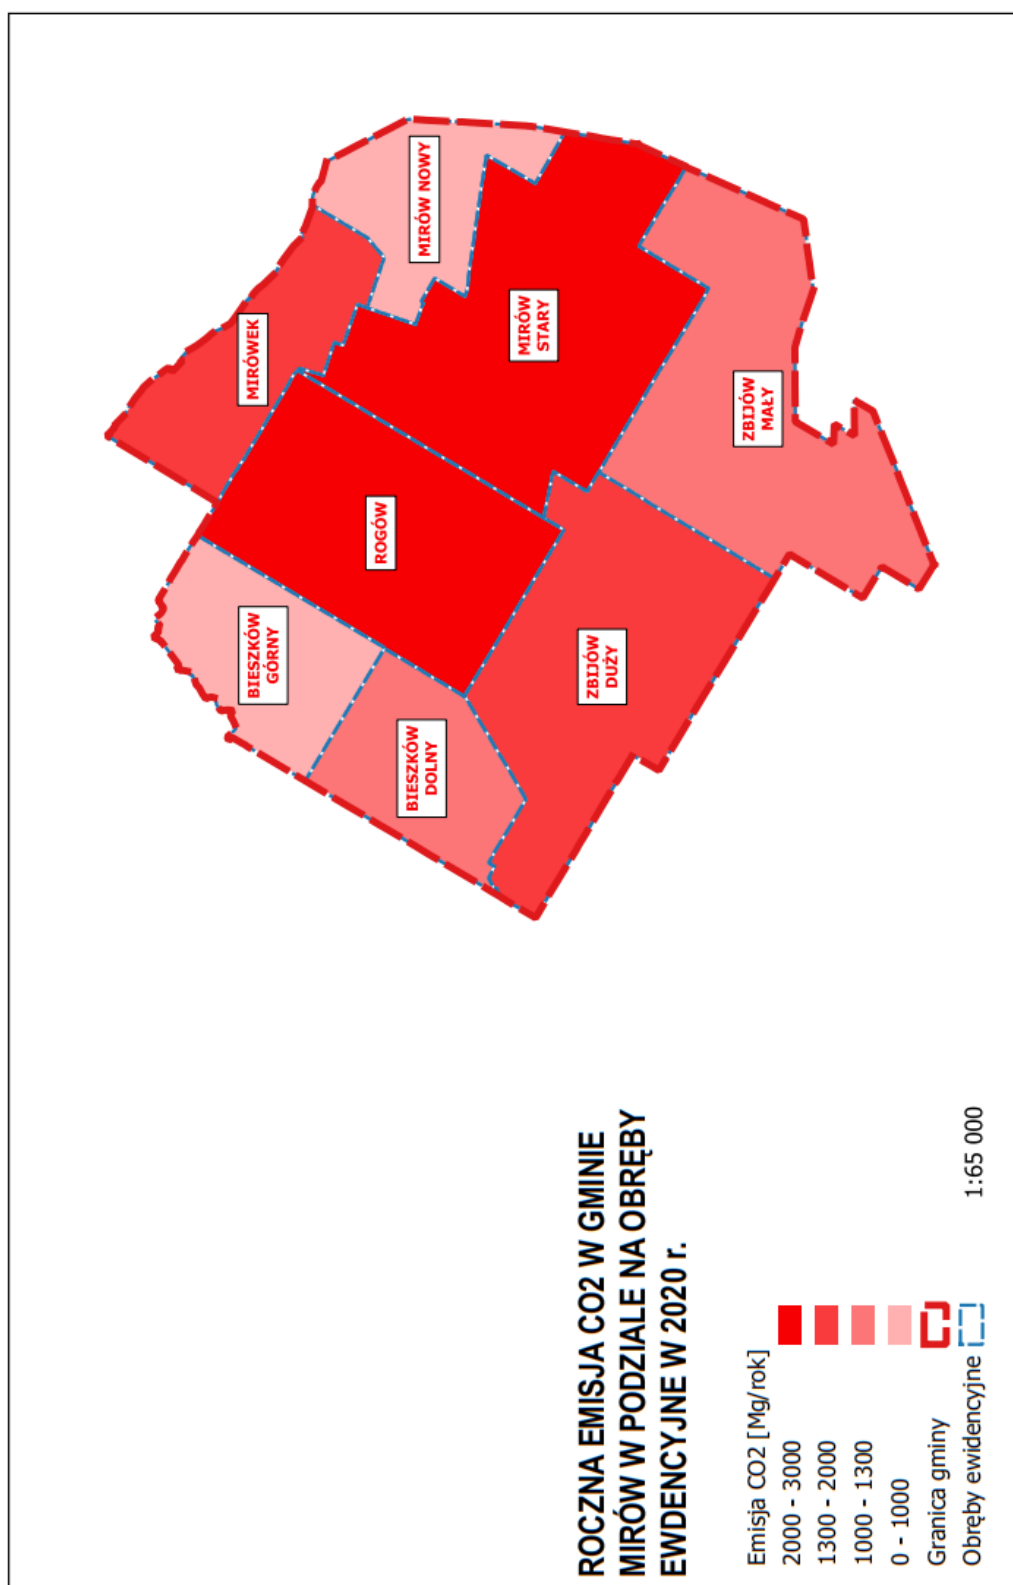 BIESZKÓW
GÓRNY
MIRÓWEK
ROGÓW
BIESZKÓW
DOLNY
MIRÓW NOWY
MIRÓW
STARY
ZBIJÓW
DUŻY
ZBIJÓW
MAŁY
ROCZNA EMISJA CO2 W GMINIE
MIRÓW W PODZIALE NA OBRĘBY
EWDENCYJNE W 2020 r.
Emisja CO2 [Mg/rok]
2000 - 3000
1300 - 2000
1000 - 1300
0 - 1000
Granica gminy
Obręby ewidencyjne
1:65 000